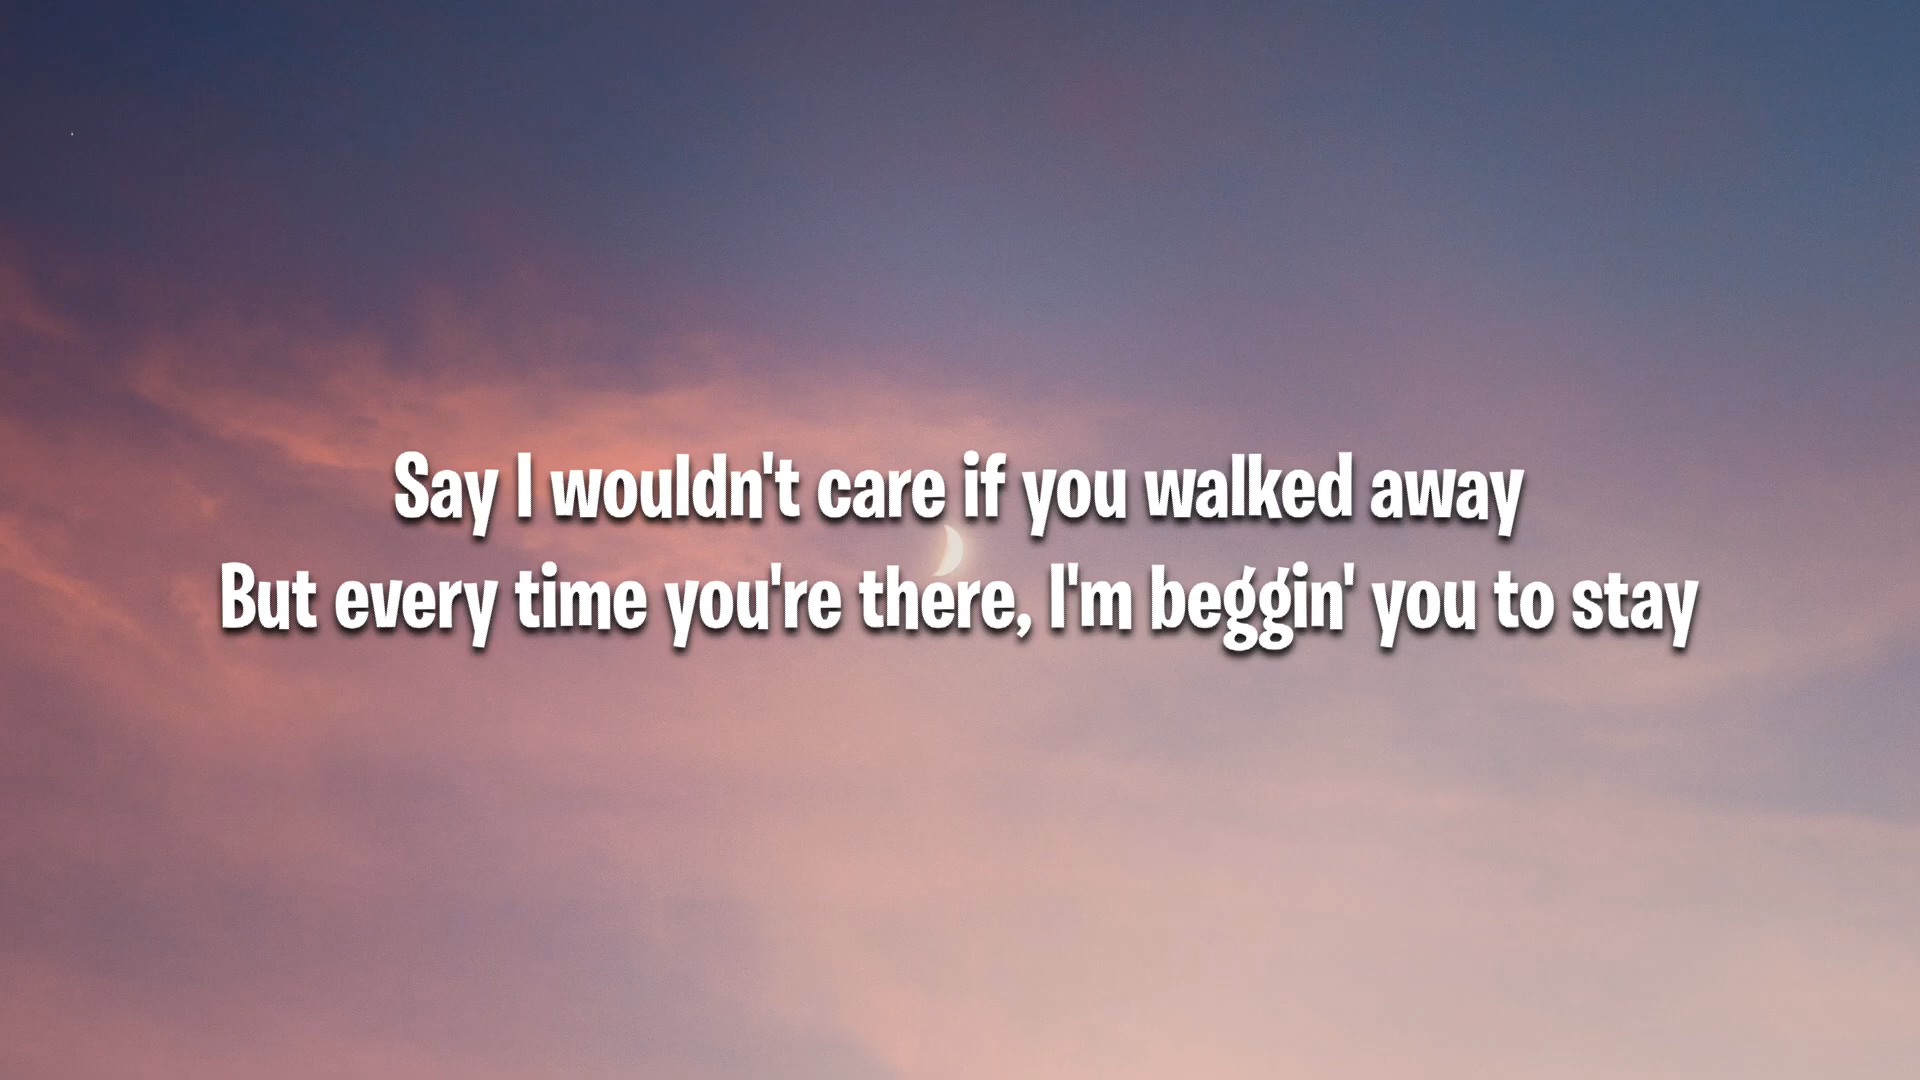 Say I wouldn't care if you walked away
But every time you're there, I'm beggin' you to stay